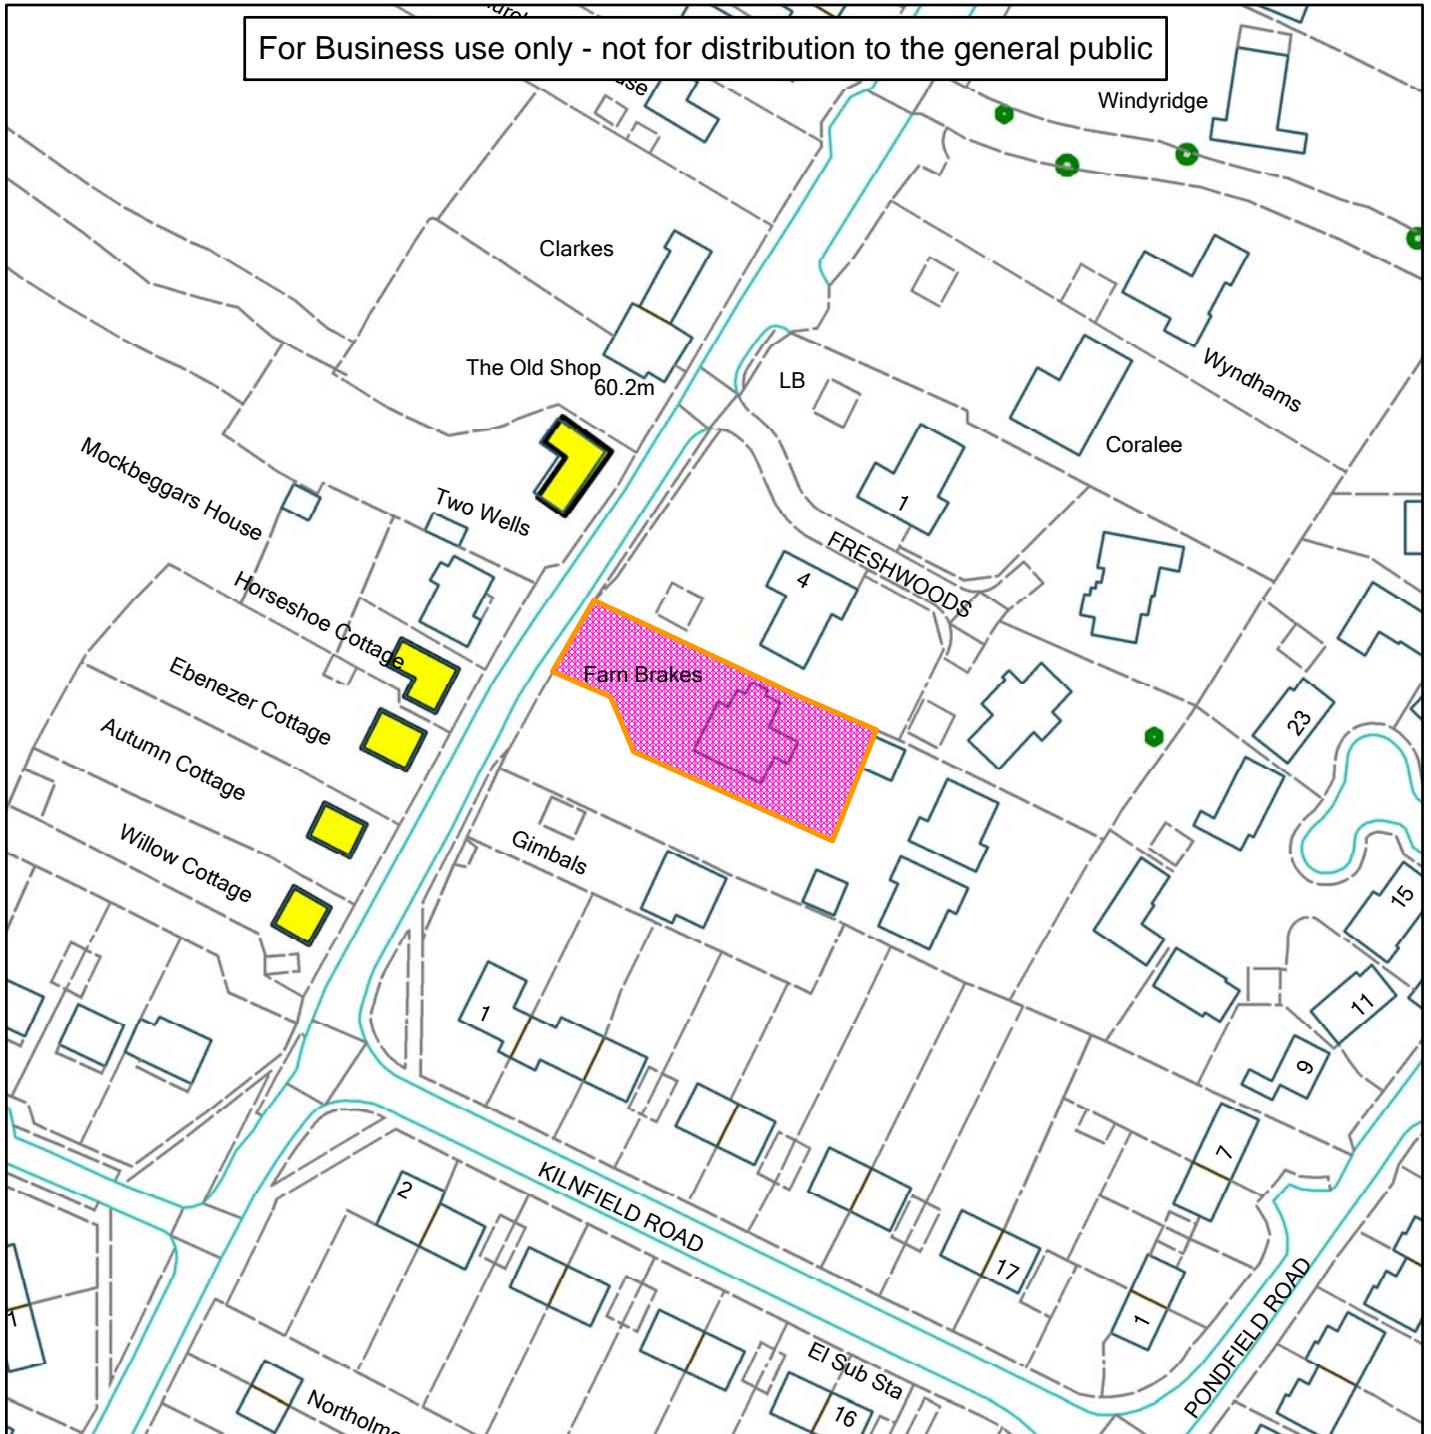 For Business use only - not for distribution to the general public
Windyridge
Clarkes
The Old Shop
60.2m
LB
Wyndhams
Coralee
Mockbeggars House
Two Wells
1
FRESHWOODS
4
Horseshoe Cottage
Farn Brakes
Ebenezer Cottage
23
Autumn Cottage
Willow Cottage
Gimbals
15
11
1
9
7
2
KILNFIELD ROAD
17
1
PONDFIELD ROAD
El Sub Sta
16
Northolme